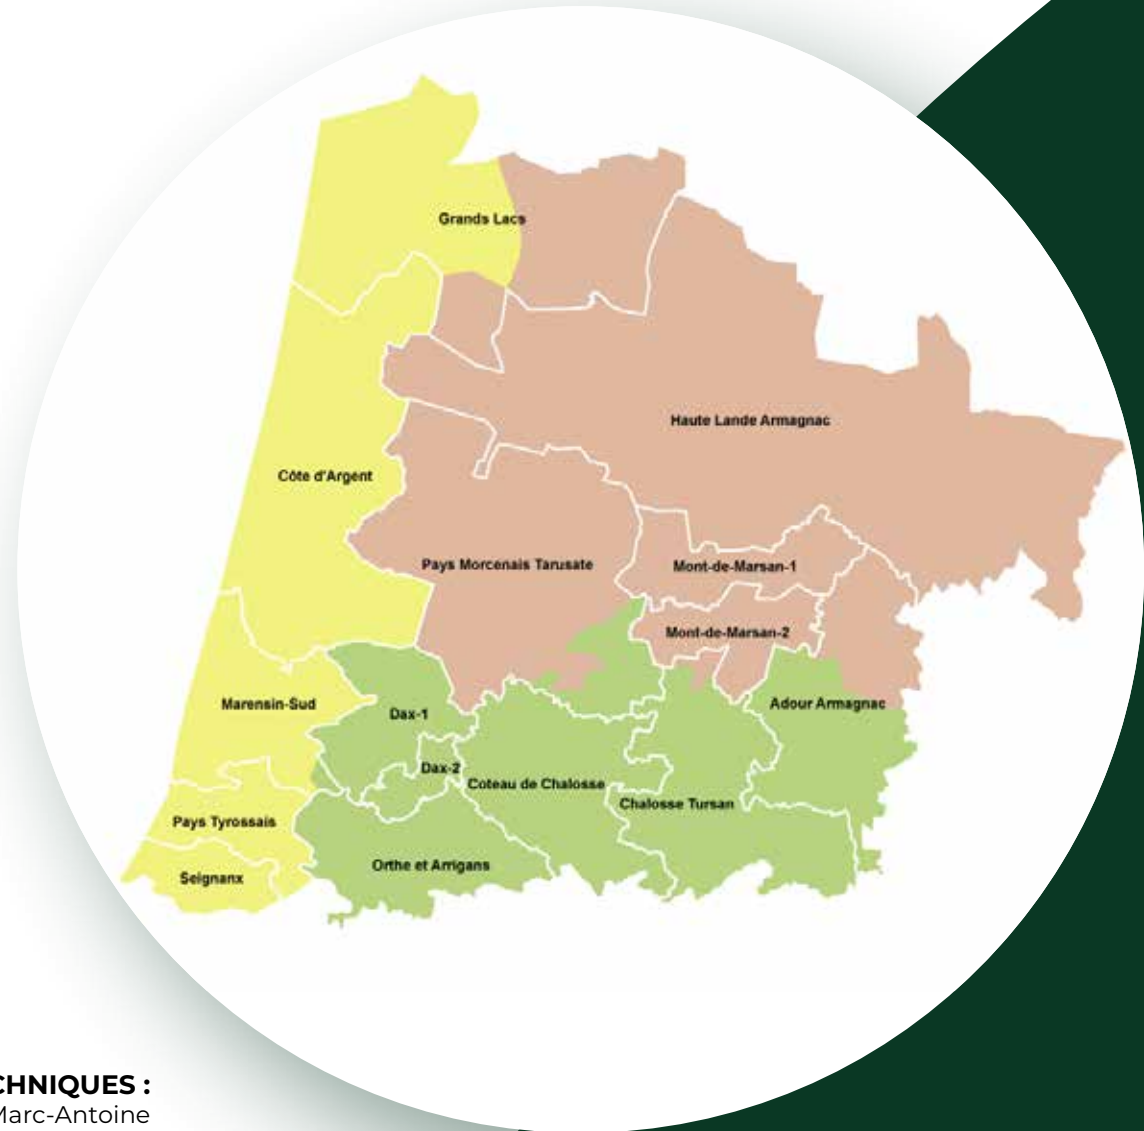 Grands Lacs
Haute Lande Armagnac
Côte d'Argent
Pays Morcenais Tarusate
Mont-de-Marsan-1
Mont-de-Marsan-2
Marensin-Sud
Adour Armagnac
Dax-1
Dax-2
Coteau de Chalosse
Chalosse Tursan
Pays Tyrossais
Orthe et Arrigans
Seignanx
CHNIQUES :
Marc-Antoine